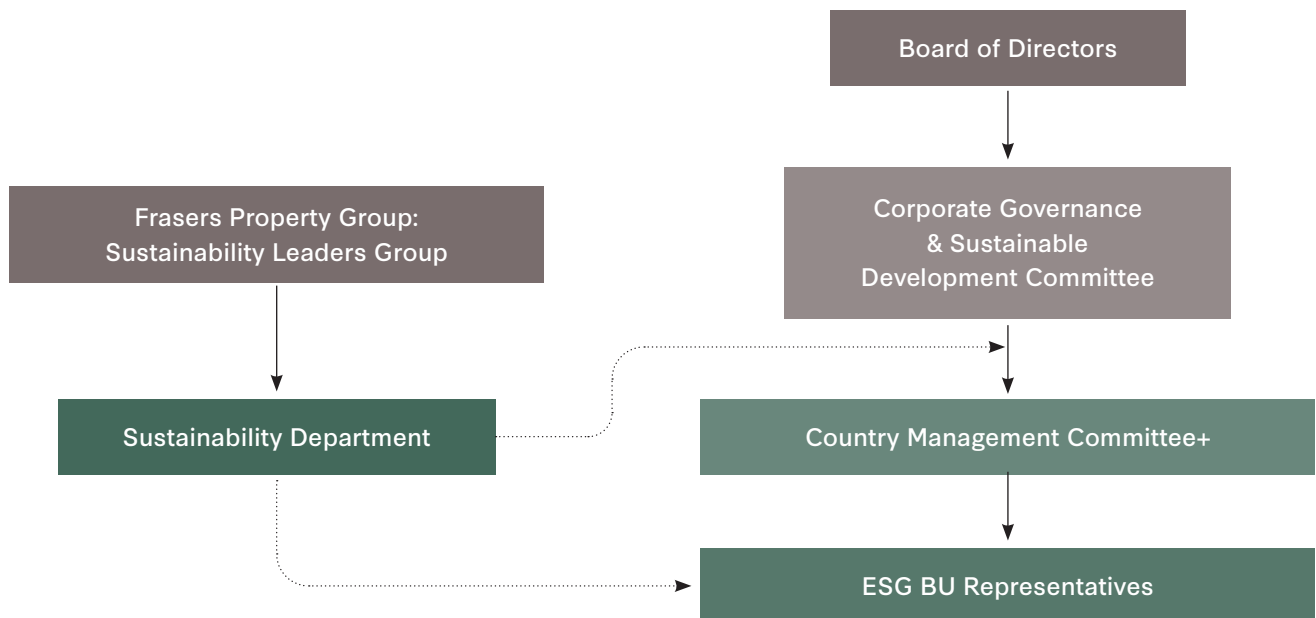 Board of Directors
Frasers Property Group:
Sustainability Leaders Group
Corporate Governance
& Sustainable
Development Committee
Sustainability Department
Country Management Committee+
ESG BU Representatives